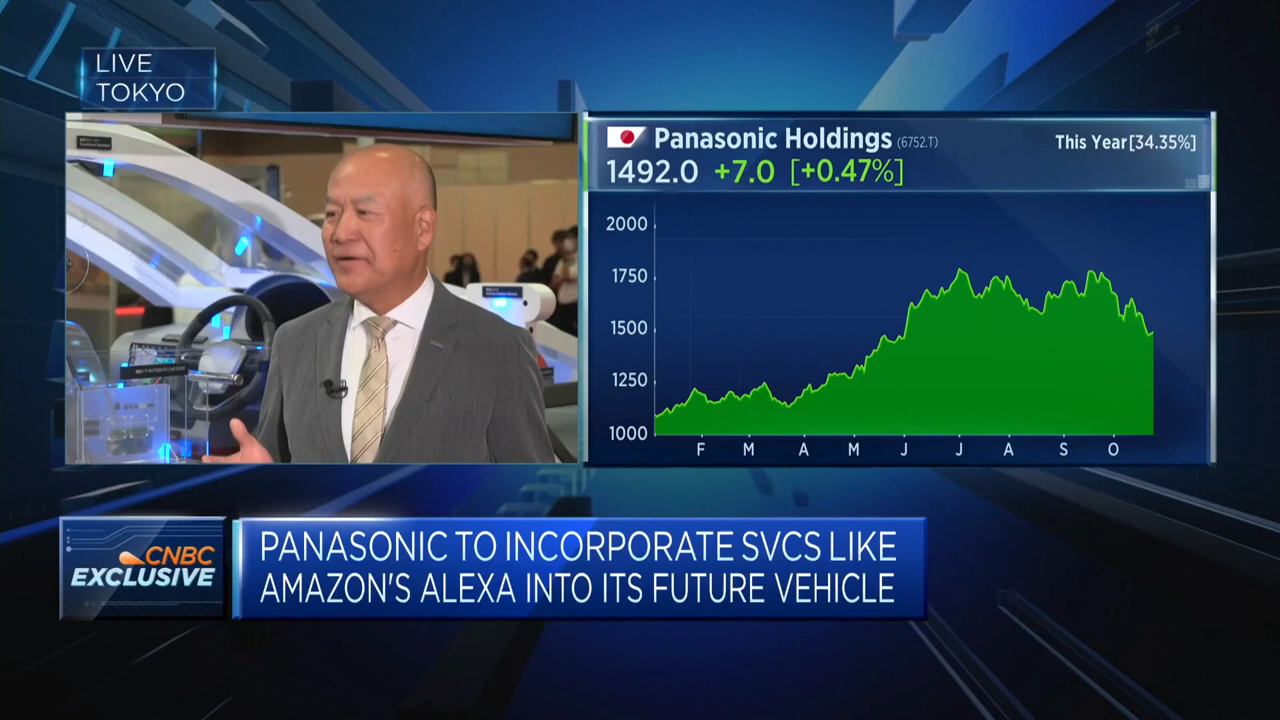 LIVE
TOKYO
Panasonic Holdings (6752.T)
This Year[34.35%]
1492.0 +7.0 [+0.47%]
2000
1750
1500
1250
1000
F M A M J J A S O
CNBC
EXCLUSIVE
PANASONIC TO INCORPORATE SVCS LIKE
AMAZON'S ALEXA INTO ITS FUTURE VEHICLE